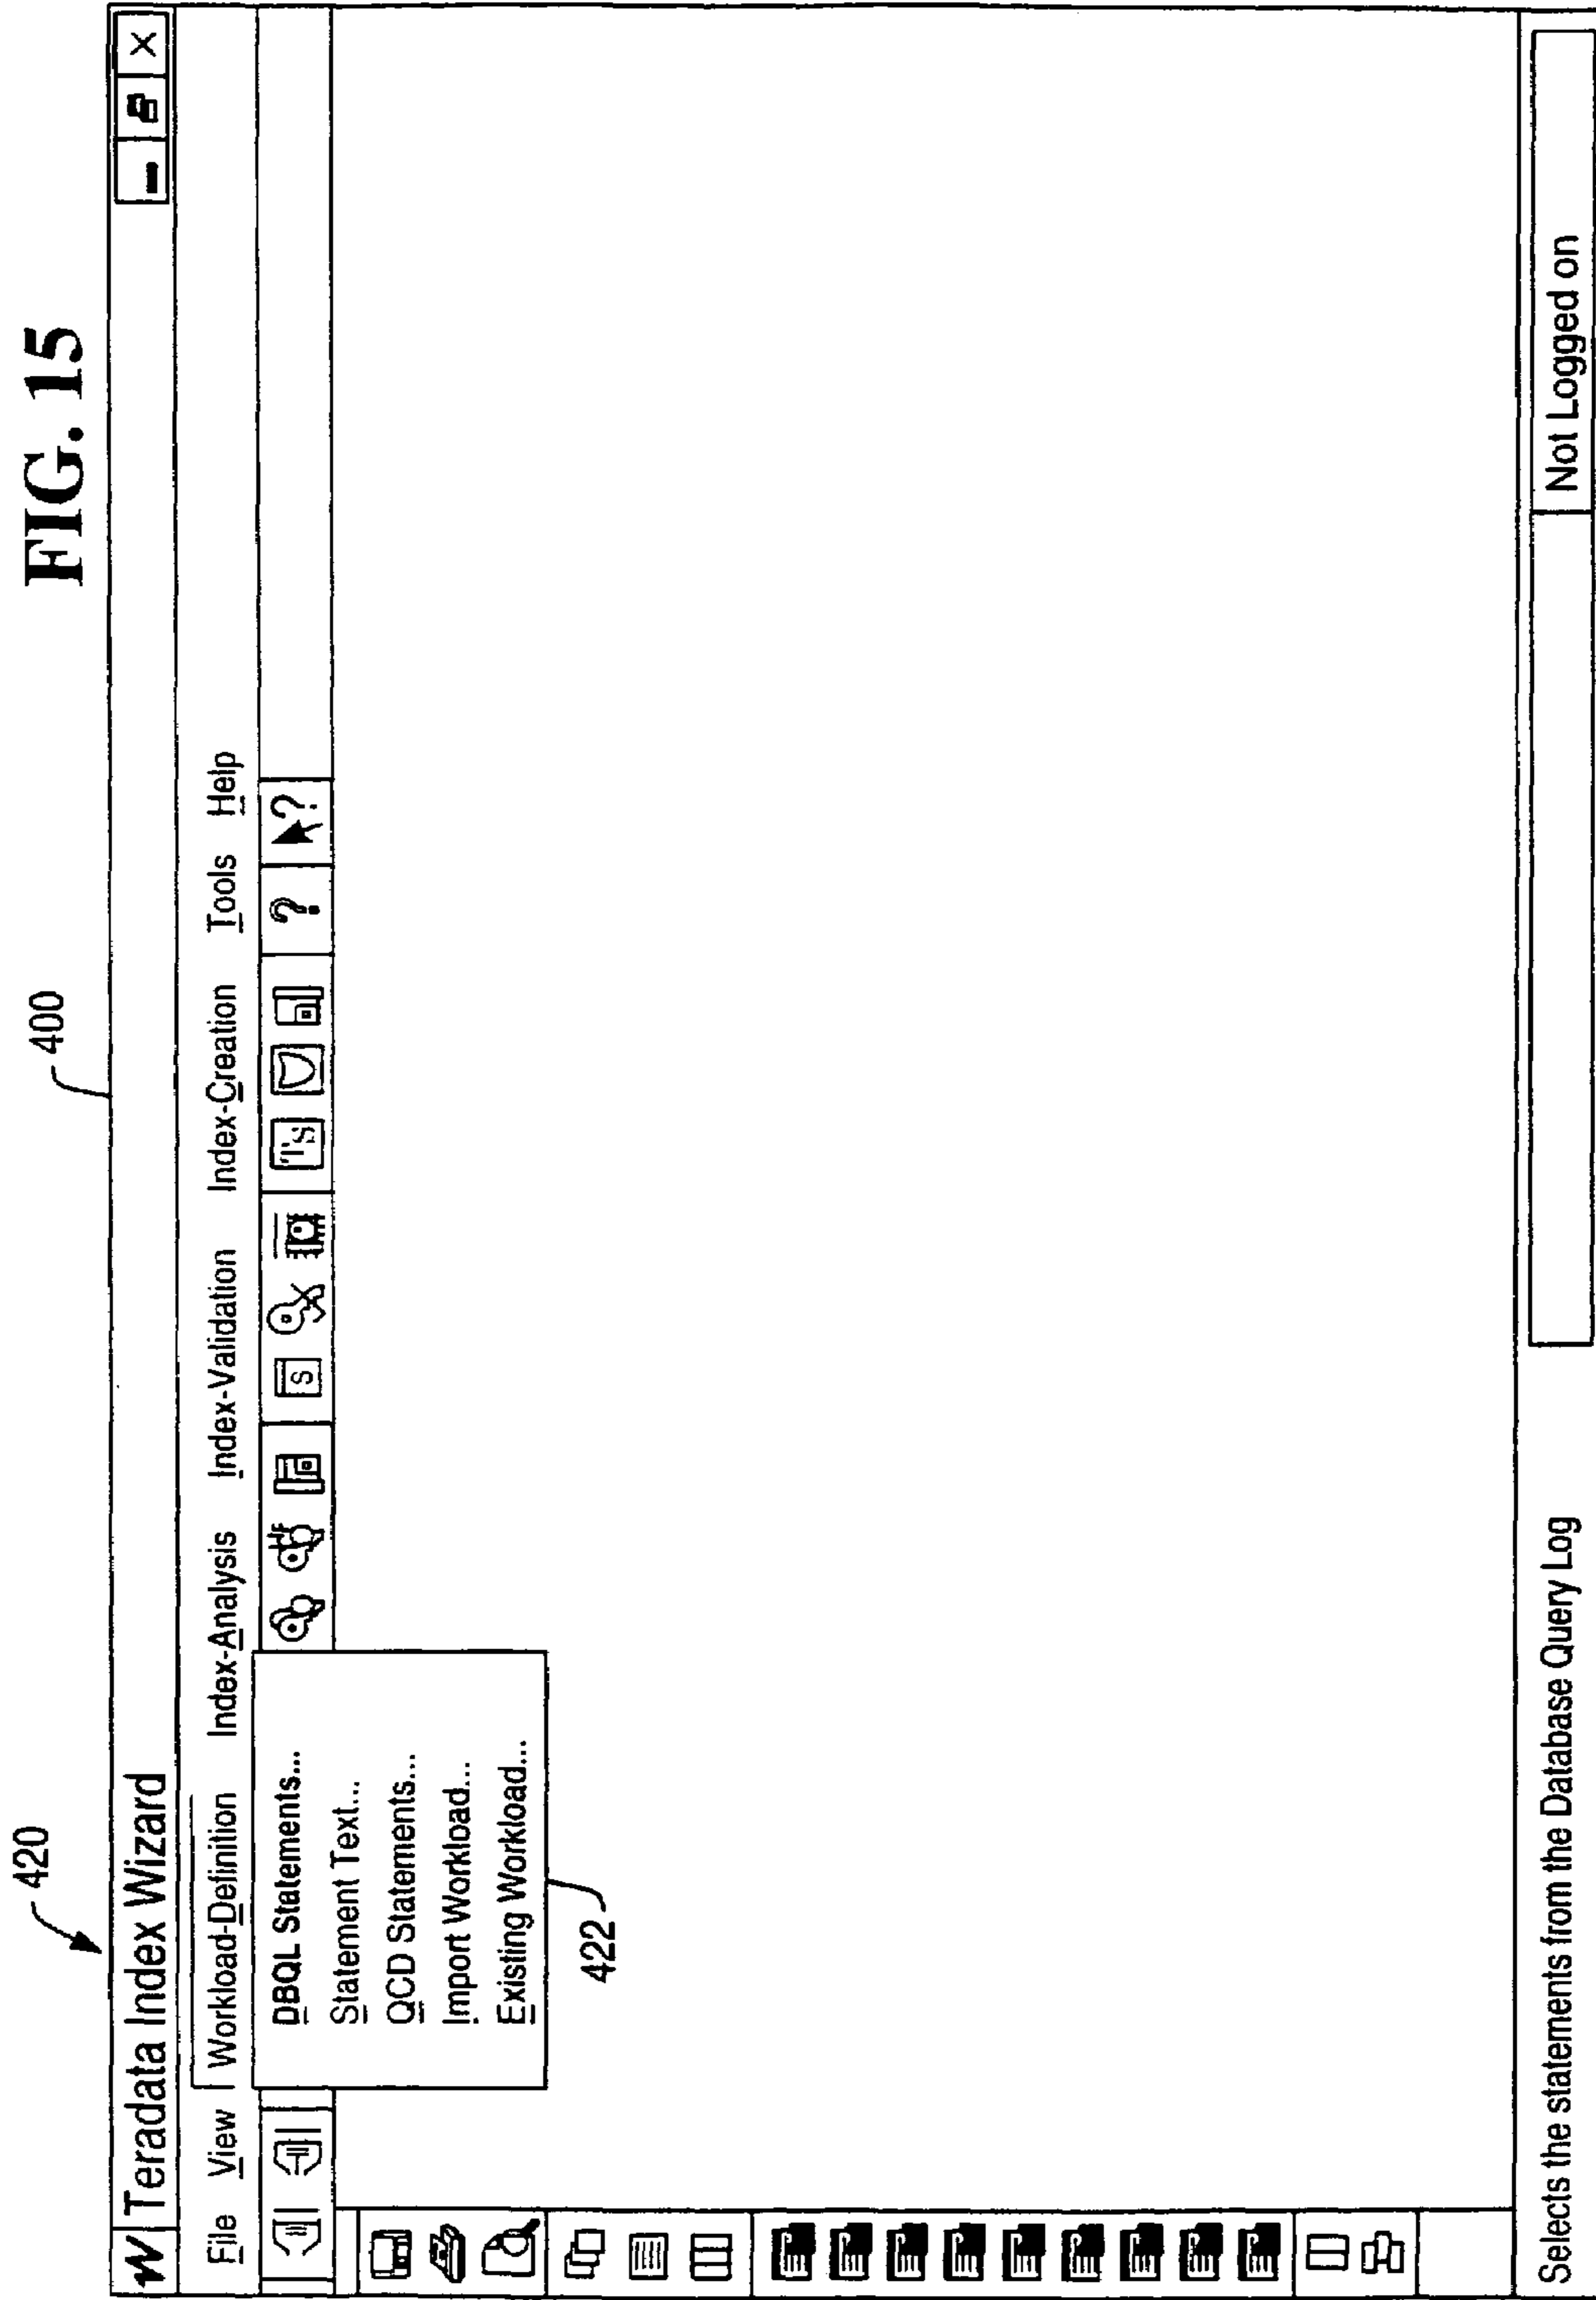 FIG. 15
420
400
W Teradata Index Wizard
File View Workload-Definition Index-Analysis Index-Validation Index-Creation Tools Help
S
T's
?
?
DBQL Statements...
Statement Text...
QCD Statements...
Import Workload...
Existing Workload...
422
Selects the statements from the Database Query Log
Not Logged on